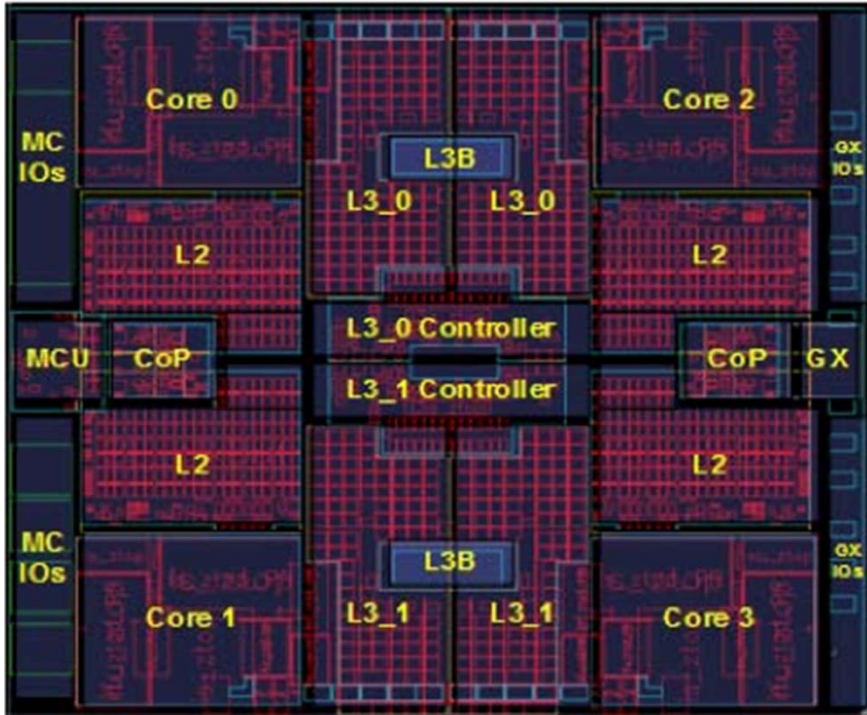 Core 0
Core 2
MC
IOs
L3B
GX
IOs
L3_0
L3_0
L2
L2
L3_0 Controller
MCU
CoP
CoP
GX
L3_1 Controller
L2
L2
MC
IOs
L3B
GX
IOs
Core 1
L3_1
L3_1
Core 3